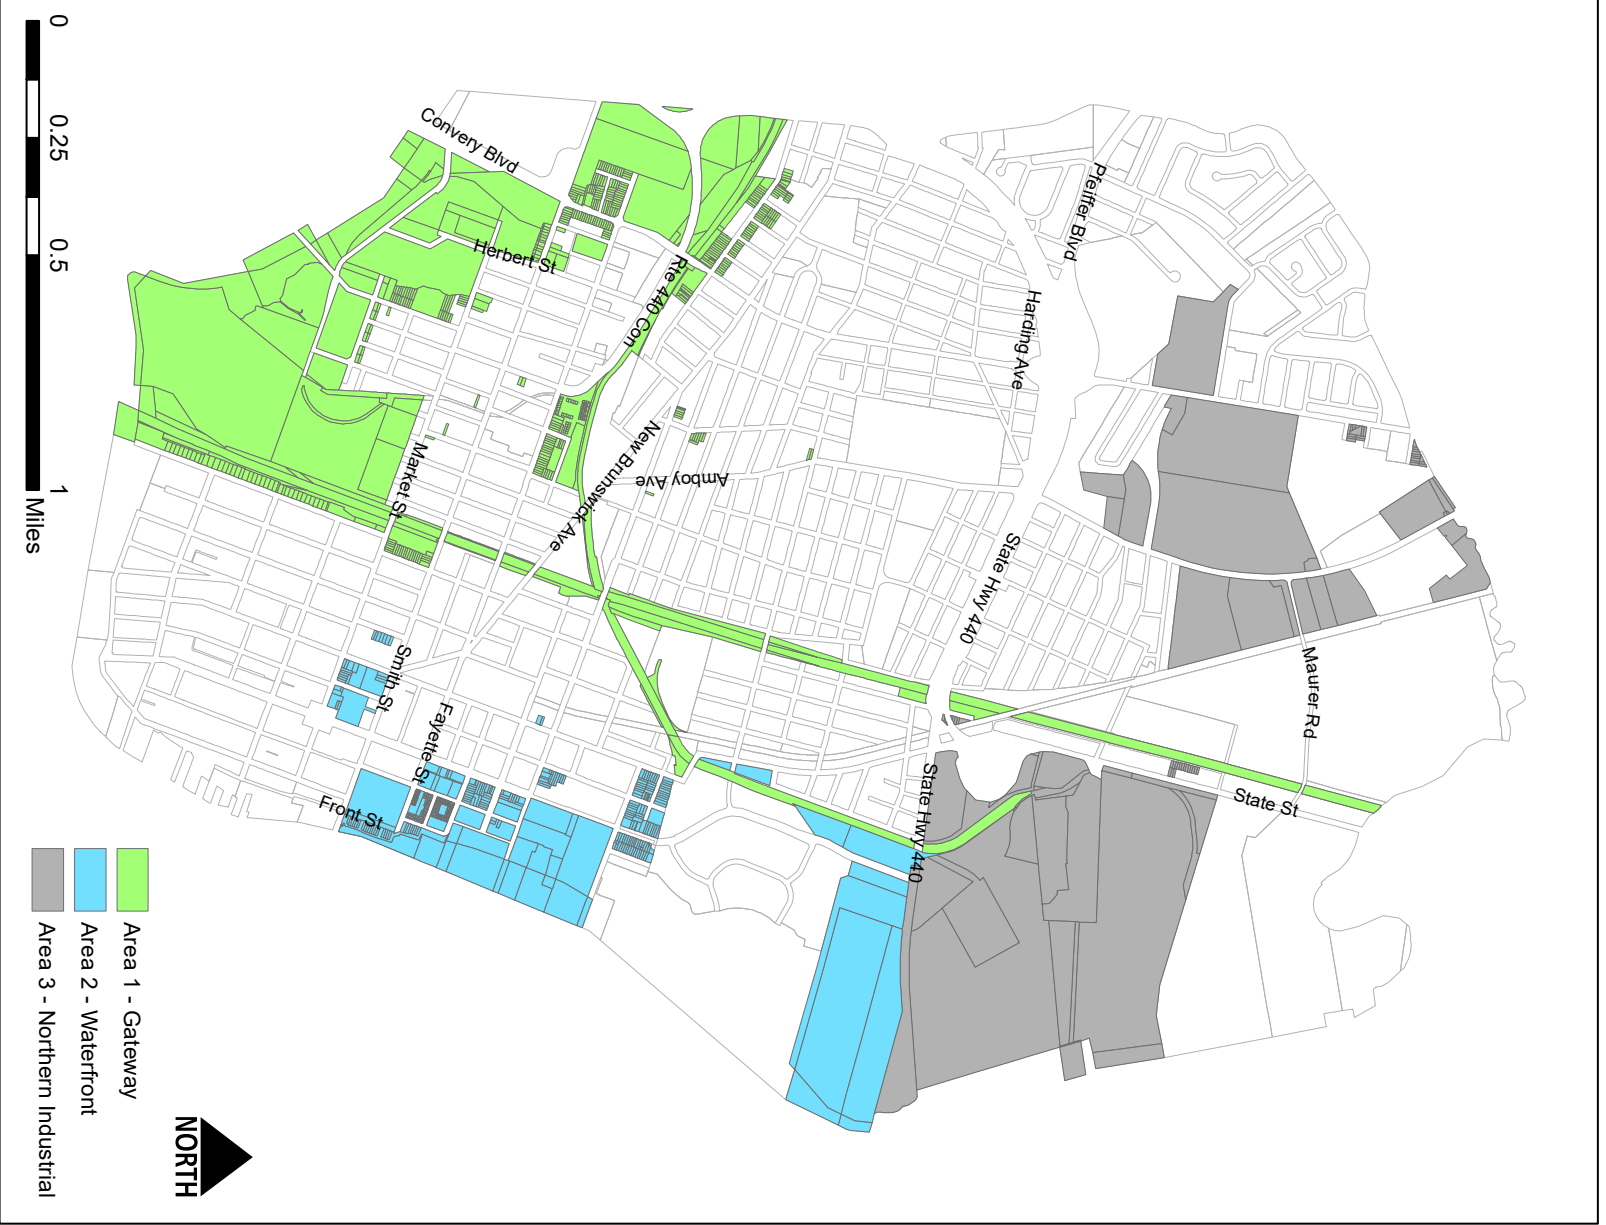 0
0.25
0.5
1
Miles
Convery Blvd
Herbert St
Rte 440 Con
Pfeiffer Blvd
Harding Ave
New Brunswick Ave
Amboy Ave
Market St
State Hwy 440
Maurer Rd
Smith St
Fayette St
Front St
State Hwy 440
State St
Area 1 - Gateway
Area 2 - Waterfront
Area 3 - Northern Industrial
NORTH